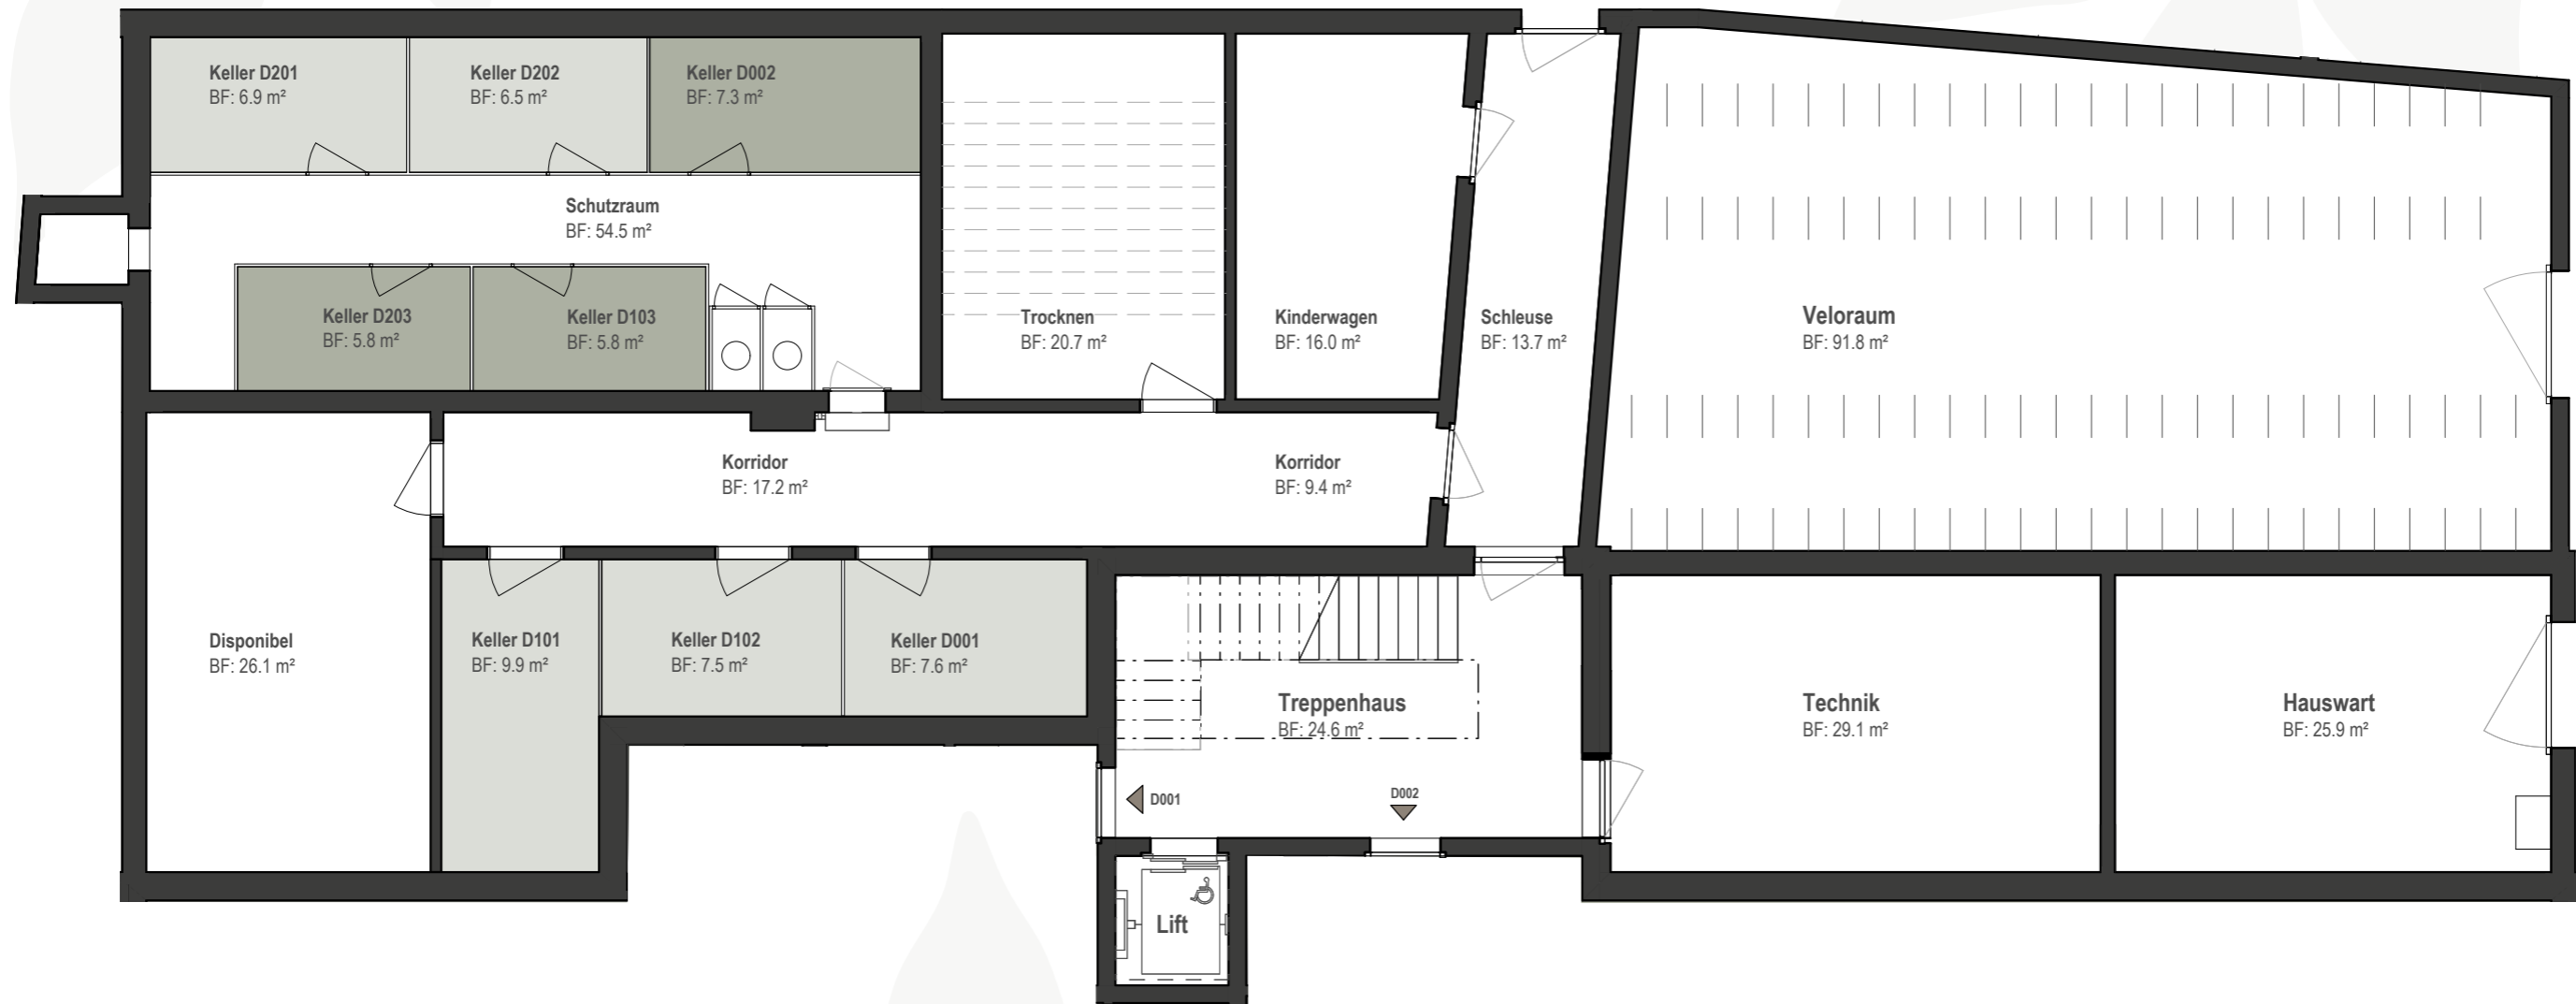 Keller D201
BF: 6.9 m²
Keller D202
BF: 6.5 m²
Keller D002
BF: 7.3 m²
Schutzraum
BF: 54.5 m²
Keller D203
BF: 5.8 m²
Keller D103
BF: 5.8 m²
Trocknen
BF: 20.7 m²
Kinderwagen
BF: 16.0 m²
Schleuse
BF: 13.7 m²
Veloraum
BF: 91.8 m²
Korridor
BF: 17.2 m²
Korridor
BF: 9.4 m²
Disponibel
BF: 26.1 m²
Keller D101
BF: 9.9 m²
Keller D102
BF: 7.5 m²
Keller D001
BF: 7.6 m²
Treppenhaus
BF: 24.6 m²
Technik
BF: 29.1 m²
Hauswart
BF: 25.9 m²
D001
D002
Lift